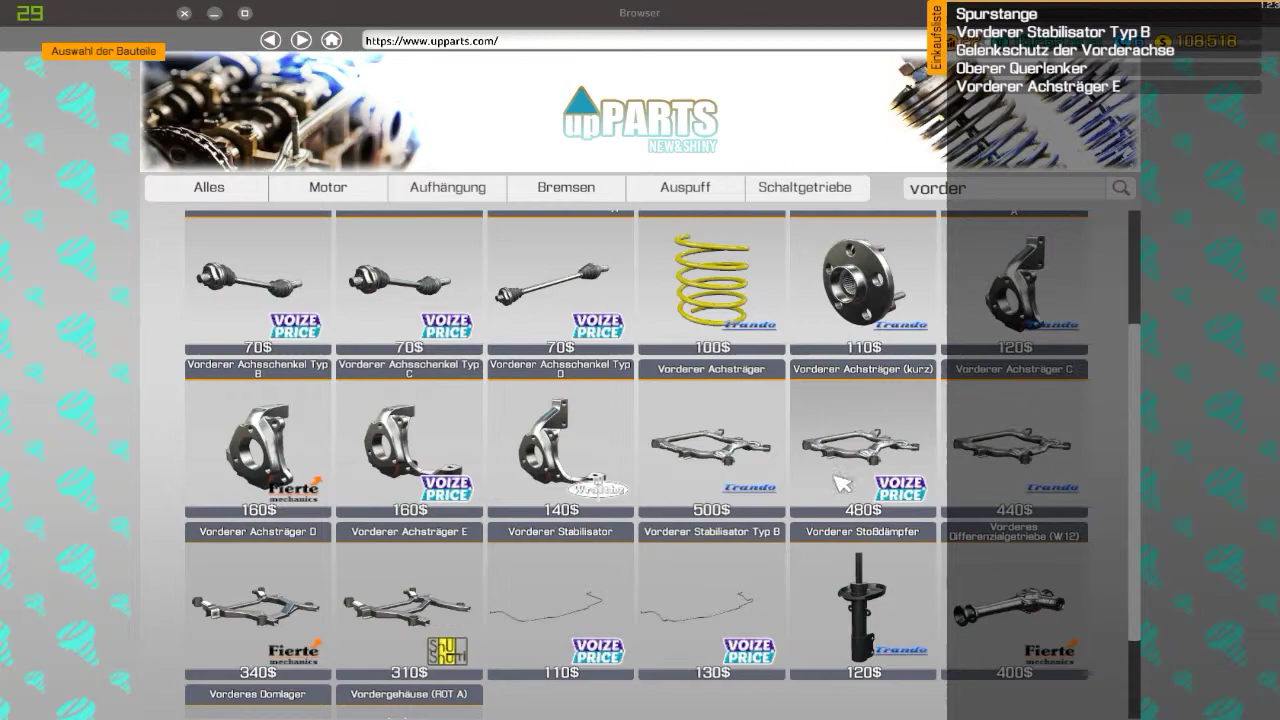 29
Browser
1.2.3
Einkaufsliste
Spurstange
Vorderer Stabilisator Typ B
Gelenkschutz der Vorderachse
Oberer Querlenker
Vorderer Achsträger E
108 518
Auswahl der Bauteile
https://www.upparts.com/
upPARTS
NEW&SHINY
Alles
Motor
Aufhängung
Bremsen
Auspuff
Schaltgetriebe
vorder
A
VOIZE PRICE
VOIZE PRICE
VOIZE PRICE
Trando
Trando
Trando
70$
70$
70$
100$
110$
120$
Vorderer Achsschenkel Typ B
Vorderer Achsschenkel Typ C
Vorderer Achsschenkel Typ D
Vorderer Achsträger
Vorderer Achsträger (kurz)
Vorderer Achsträger C
Fierte mechanics
VOIZE PRICE
Trando
VOIZE PRICE
Trando
160$
160$
140$
500$
480$
440$
Vorderer Achsträger D
Vorderer Achsträger E
Vorderer Stabilisator
Vorderer Stabilisator Typ B
Vorderer Stoßdämpfer
Vorderes Differenzialgetriebe (W12)
Fierte mechanics
VOIZE PRICE
VOIZE PRICE
Trando
Fierte mechanics
340$
310$
110$
130$
120$
400$
Vorderes Domlager
Vordergehäuse (ROT A)